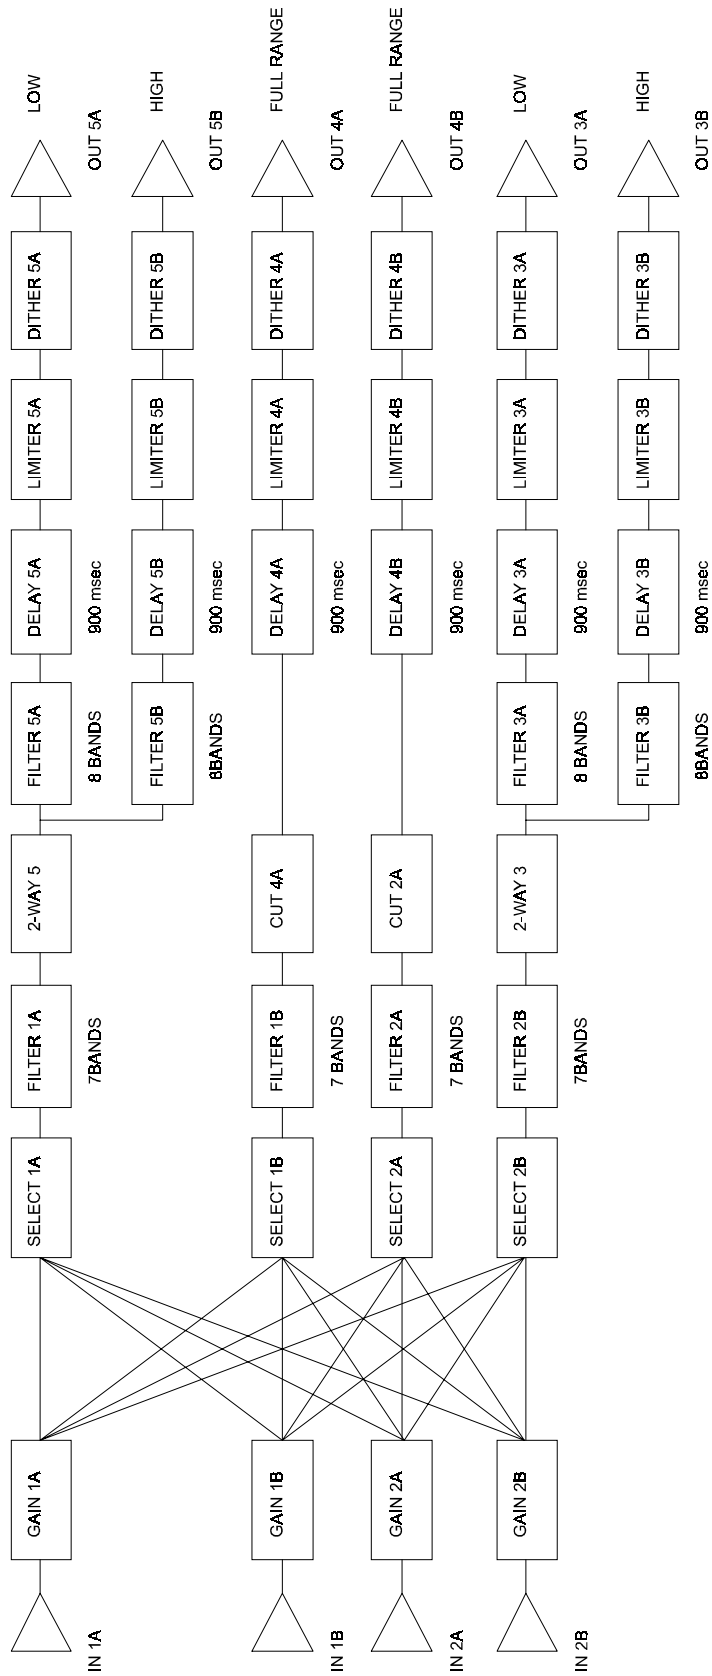 IN 1A
GAIN 1A
SELECT 1A
FILTER 1A
7BANDS
2-WAY 5
FILTER 5A
8 BANDS
DELAY 5A
900 msec
LIMITER 5A
DITHER 5A
OUT 5A
LOW
FILTER 5B
8BANDS
DELAY 5B
900 msec
LIMITER 5B
DITHER 5B
OUT 5B
HIGH
IN 1B
GAIN 1B
SELECT 1B
FILTER 1B
7 BANDS
CUT 4A
DELAY 4A
900 msec
LIMITER 4A
DITHER 4A
OUT 4A
FULL RANGE
IN 2A
GAIN 2A
SELECT 2A
FILTER 2A
7 BANDS
CUT 2A
DELAY 4B
900 msec
LIMITER 4B
DITHER 4B
OUT 4B
FULL RANGE
IN 2B
GAIN 2B
SELECT 2B
FILTER 2B
7BANDS
2-WAY 3
FILTER 3A
8 BANDS
DELAY 3A
900 msec
LIMITER 3A
DITHER 3A
OUT 3A
LOW
FILTER 3B
8BANDS
DELAY 3B
900 msec
LIMITER 3B
DITHER 3B
OUT 3B
HIGH